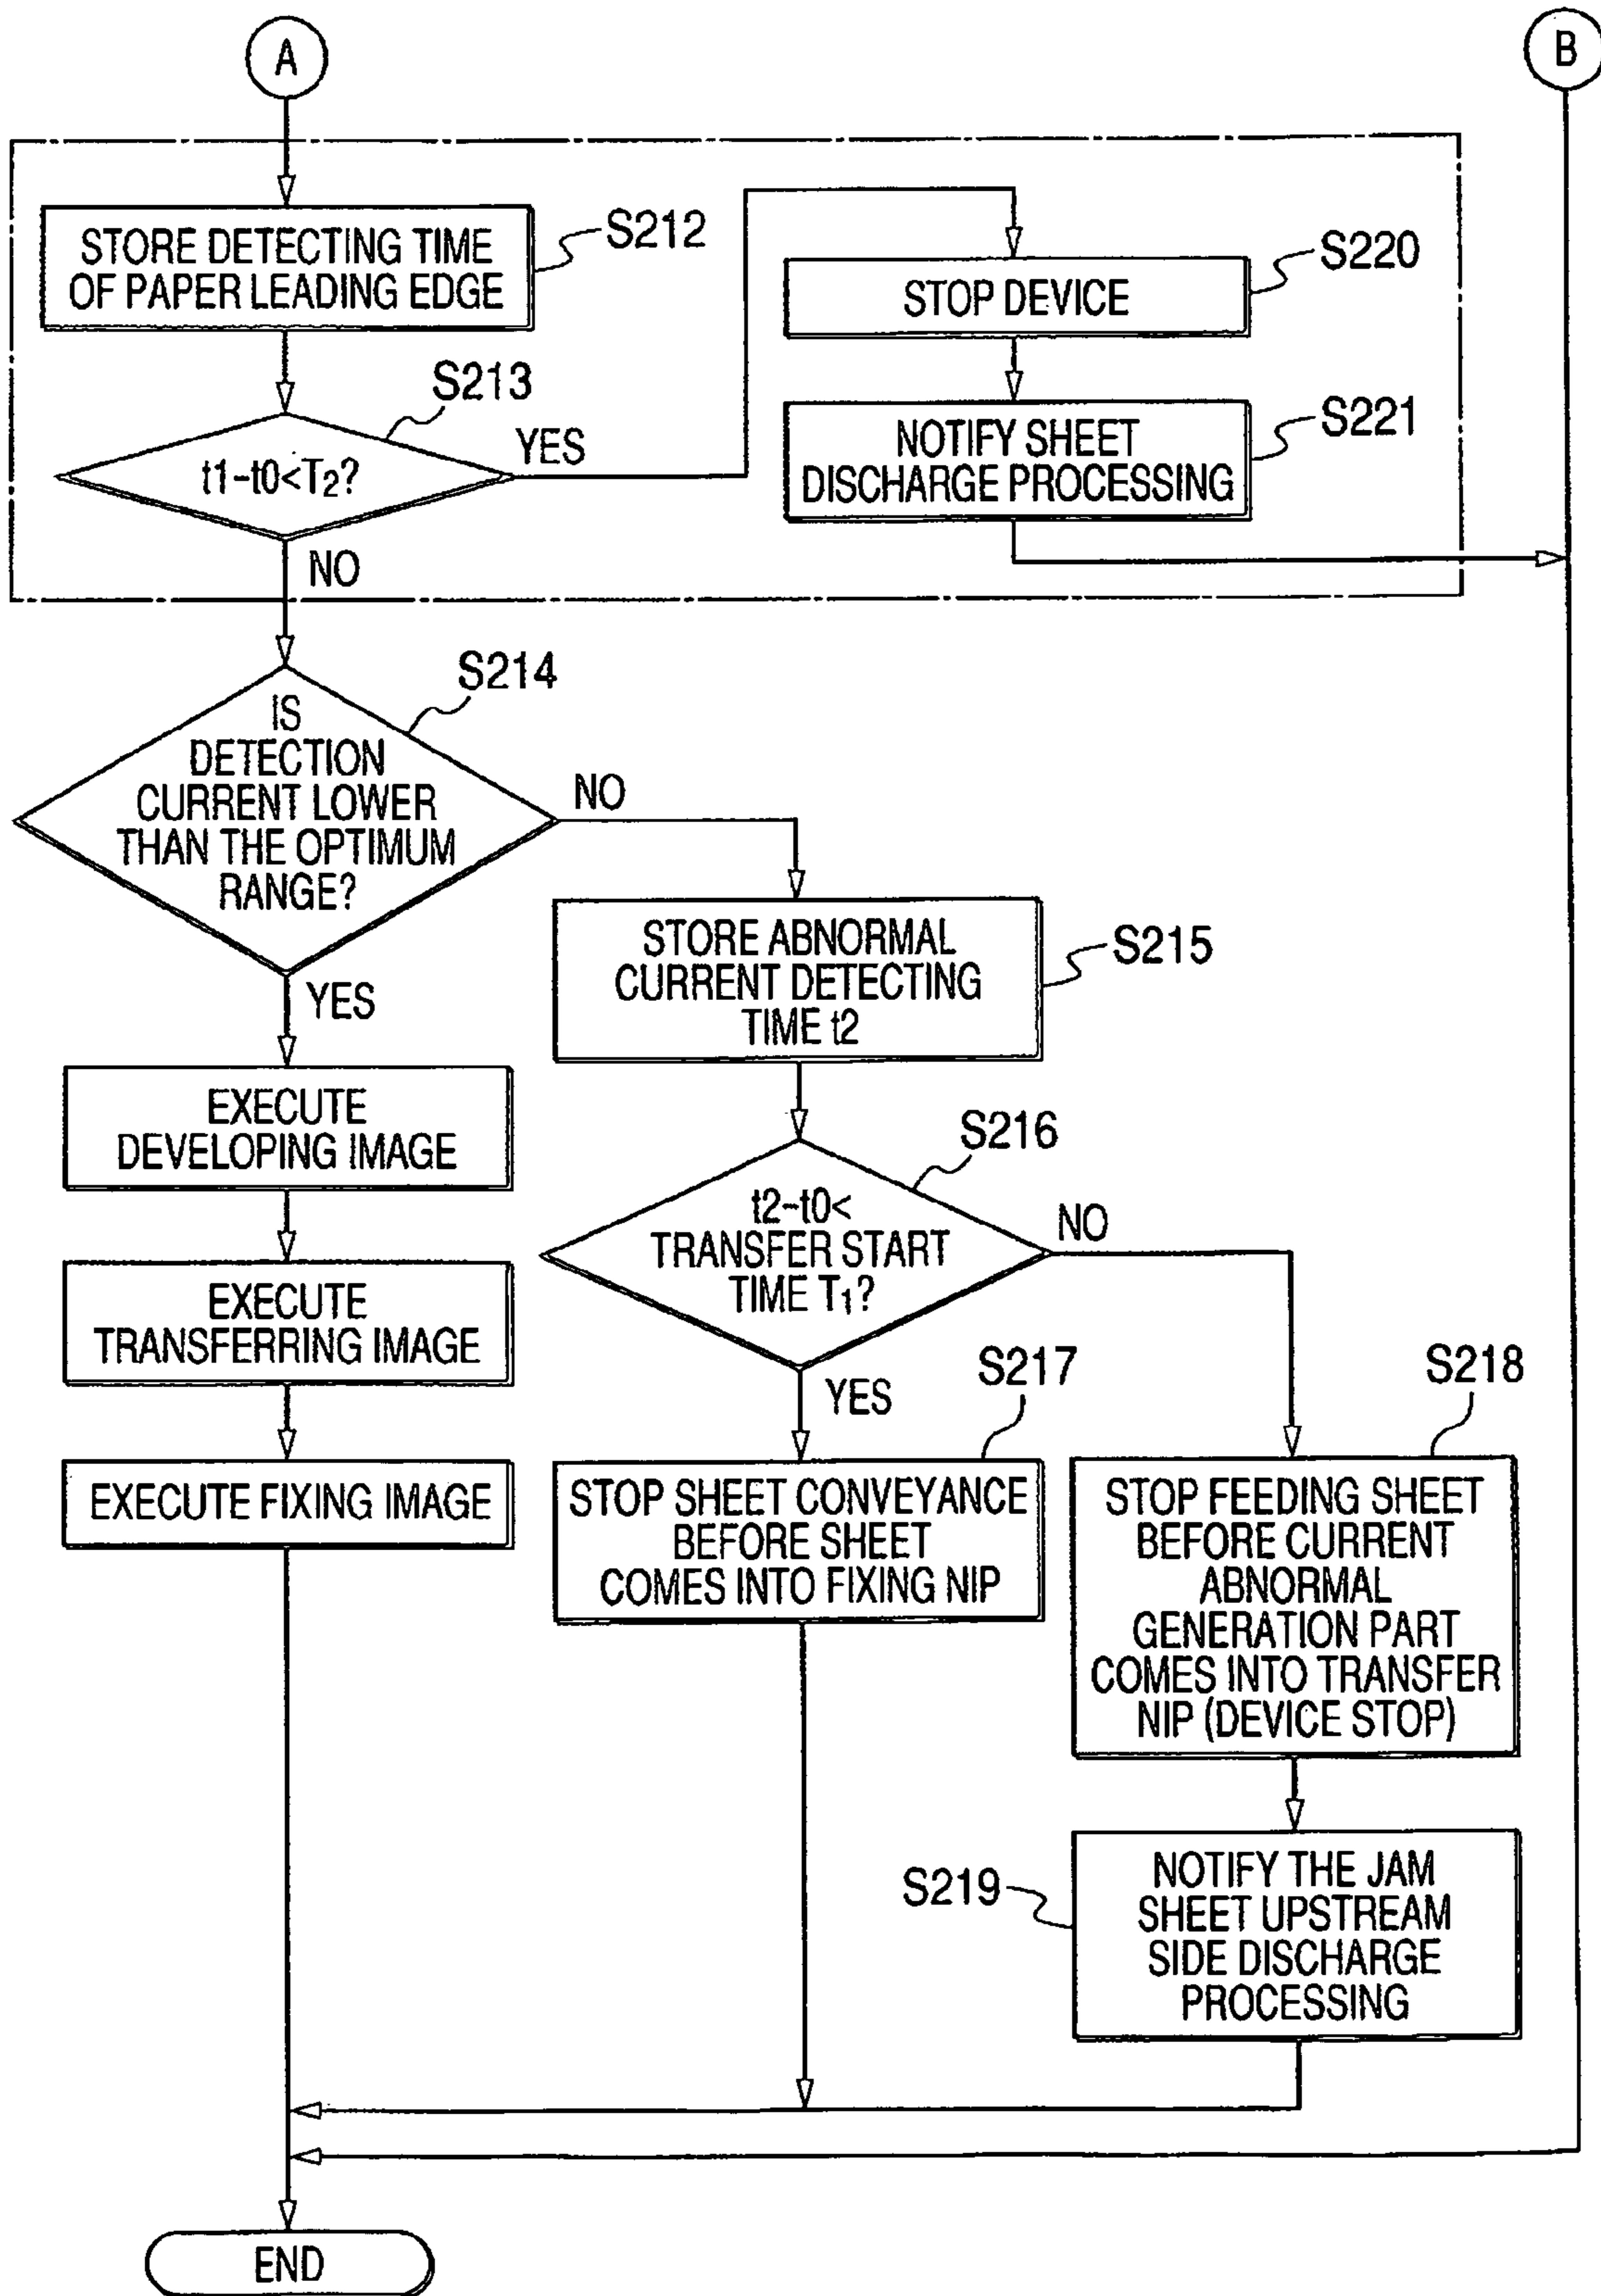 A
B
STORE DETECTING TIME
OF PAPER LEADING EDGE
S212
S213
t1-t0<T2?
YES
NO
STOP DEVICE
S220
NOTIFY SHEET
DISCHARGE PROCESSING
S221
S214
IS
DETECTION
CURRENT LOWER
THAN THE OPTIMUM
RANGE?
NO
YES
STORE ABNORMAL
CURRENT DETECTING
TIME t2
S215
EXECUTE
DEVELOPING IMAGE
S216
t2-t0<
TRANSFER START
TIME T1?
NO
YES
EXECUTE
TRANSFERRING IMAGE
S217
S218
EXECUTE FIXING IMAGE
STOP SHEET CONVEYANCE
BEFORE SHEET
COMES INTO FIXING NIP
STOP FEEDING SHEET
BEFORE CURRENT
ABNORMAL
GENERATION PART
COMES INTO TRANSFER
NIP (DEVICE STOP)
S219
NOTIFY THE JAM
SHEET UPSTREAM
SIDE DISCHARGE
PROCESSING
END